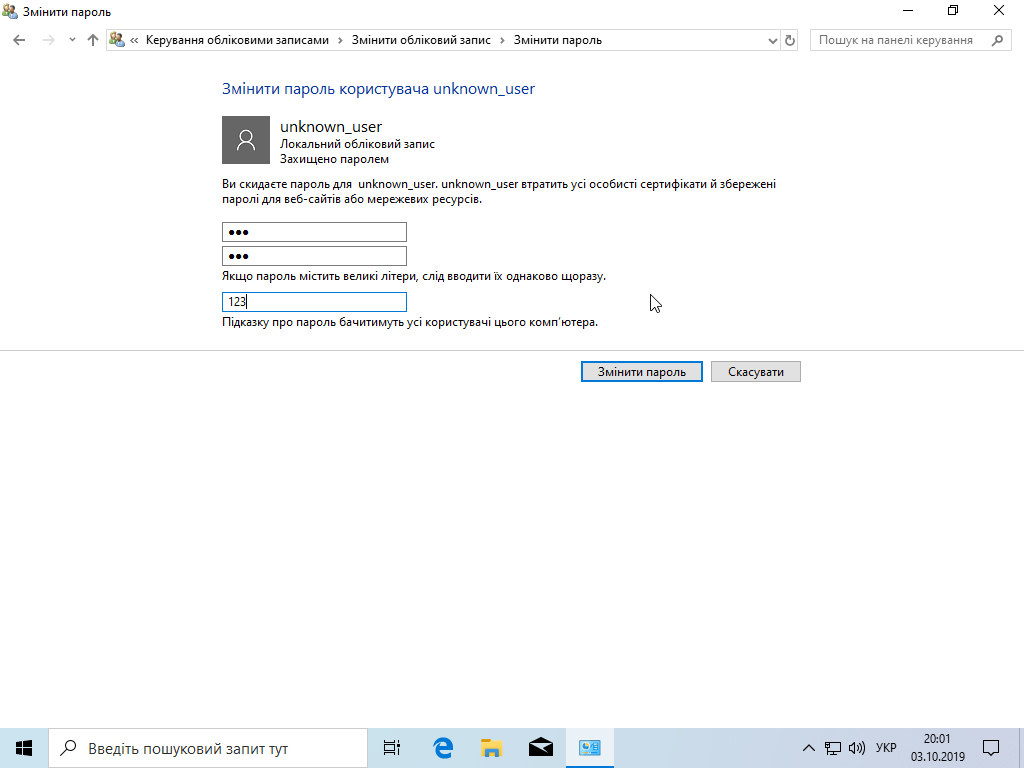 Змінити пароль
« Керування обліковими записами › Змінити обліковий запис › Змінити пароль
Пошук на панелі керування
Змінити пароль користувача unknown_user
unknown_user
Локальний обліковий запис
Захищено паролем
Ви скидаєте пароль для unknown_user. unknown_user втратить усі особисті сертифікати й збережені
паролі для веб-сайтів або мережевих ресурсів.
●●●
●●●
Якщо пароль містить великі літери, слід вводити їх однаково щоразу.
123
Підказку про пароль бачитимуть усі користувачі цього комп'ютера.
Змінити пароль
Скасувати
Введіть пошуковий запит тут
УКР
20:01
03.10.2019